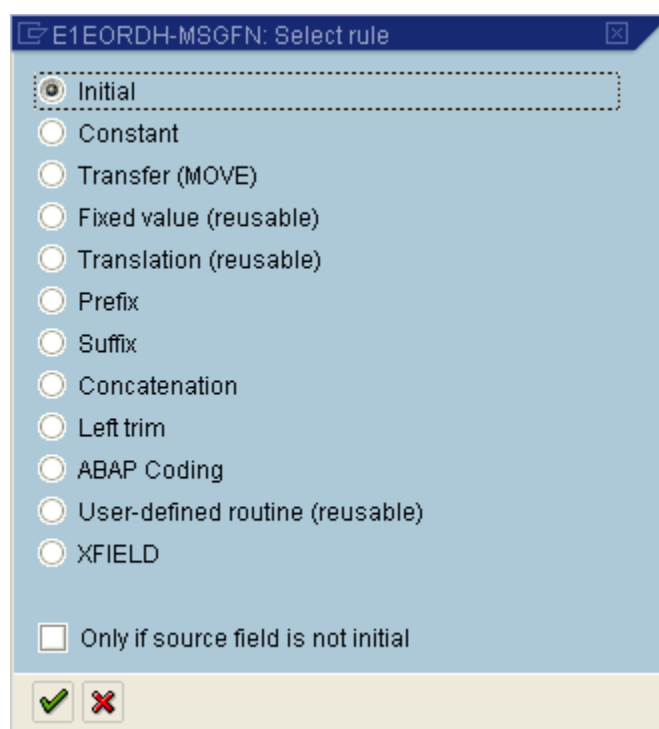 E1EORDH-MSGFN: Select rule
Initial
Constant
Transfer (MOVE)
Fixed value (reusable)
Translation (reusable)
Prefix
Suffix
Concatenation
Left trim
ABAP Coding
User-defined routine (reusable)
XFIELD
Only if source field is not initial